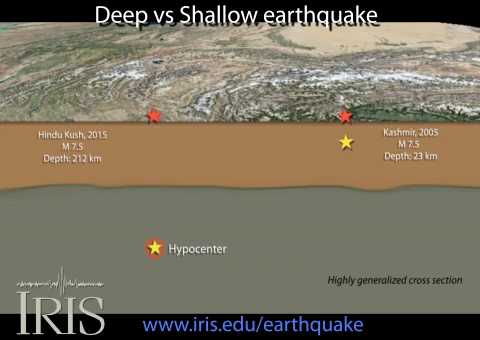 Deep vs Shallow earthquake
Hindu Kush, 2015
M 7.5
Depth: 212 km
Kashmir, 2005
M 7.5
Depth: 23 km
Hypocenter
Highly generalized cross section
IRIS
www.iris.edu/earthquake